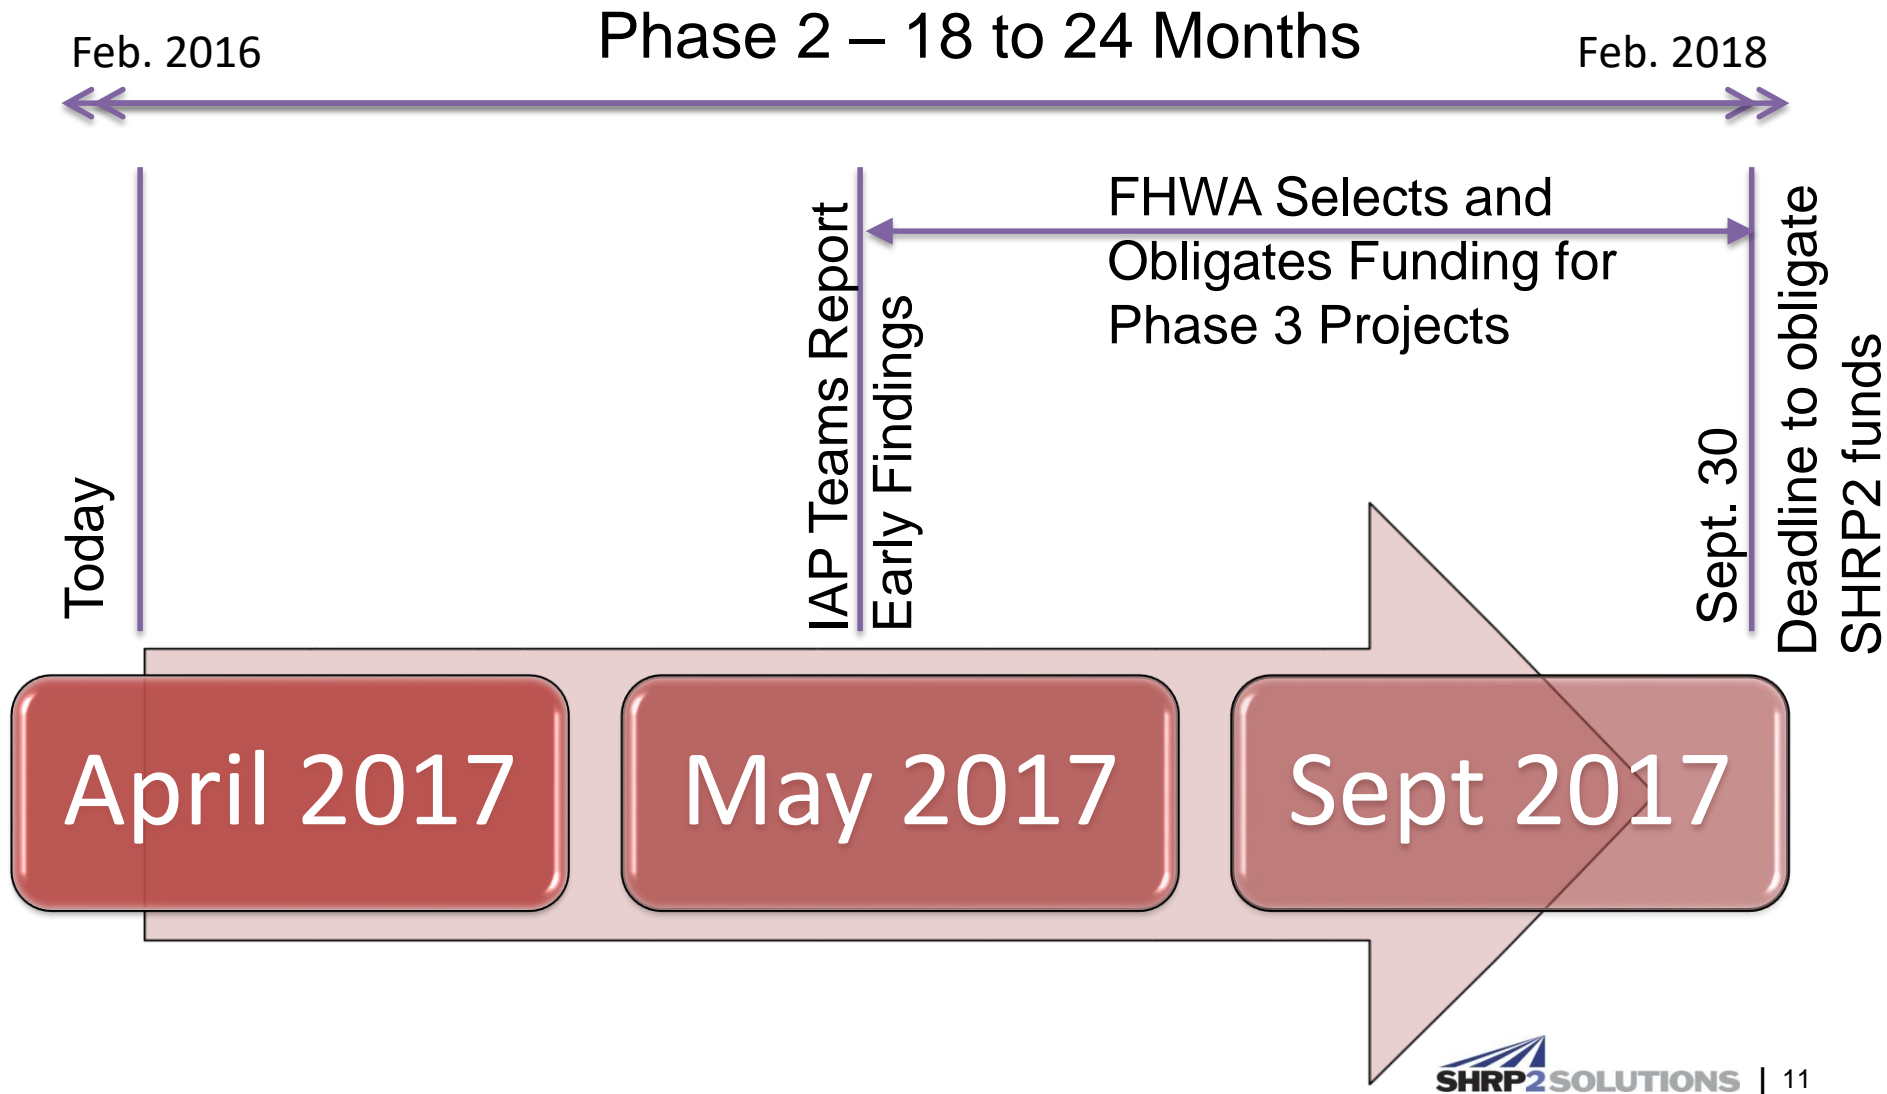 Phase 2 – 18 to 24 Months
Feb. 2016
Feb. 2018
Today
IAP Teams Report
Early Findings
FHWA Selects and
Obligates Funding for
Phase 3 Projects
Sept. 30
Deadline to obligate
SHRP2 funds
April 2017
May 2017
Sept 2017
SHRP2SOLUTIONS | 11